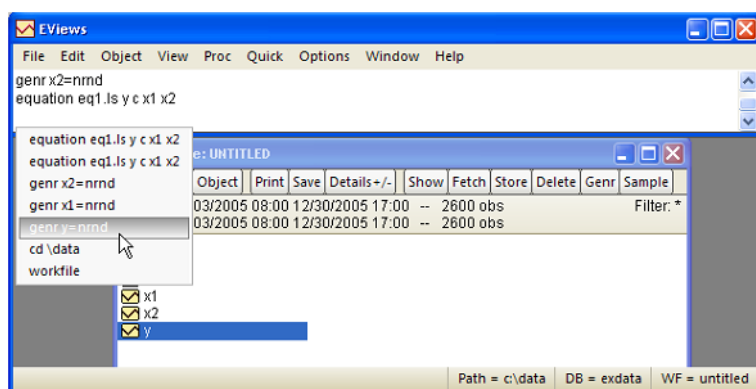 EViews
File Edit Object View Proc Quick Options Window Help
genr x2=nrnd
equation eq1.ls y c x1 x2
equation eq1.ls y c x1 x2
equation eq1.ls y c x1 x2
genr x2=nrnd
genr x1=nrnd
genr y=nrnd
cd \data
workfile
e: UNTITLED
Object Print Save Details+/- Show Fetch Store Delete Genr Sample
03/2005 08:00 12/30/2005 17:00 -- 2600 obs Filter: *
03/2005 08:00 12/30/2005 17:00 -- 2600 obs
x1
x2
y
Path = c:\data DB = exdata WF = untitled